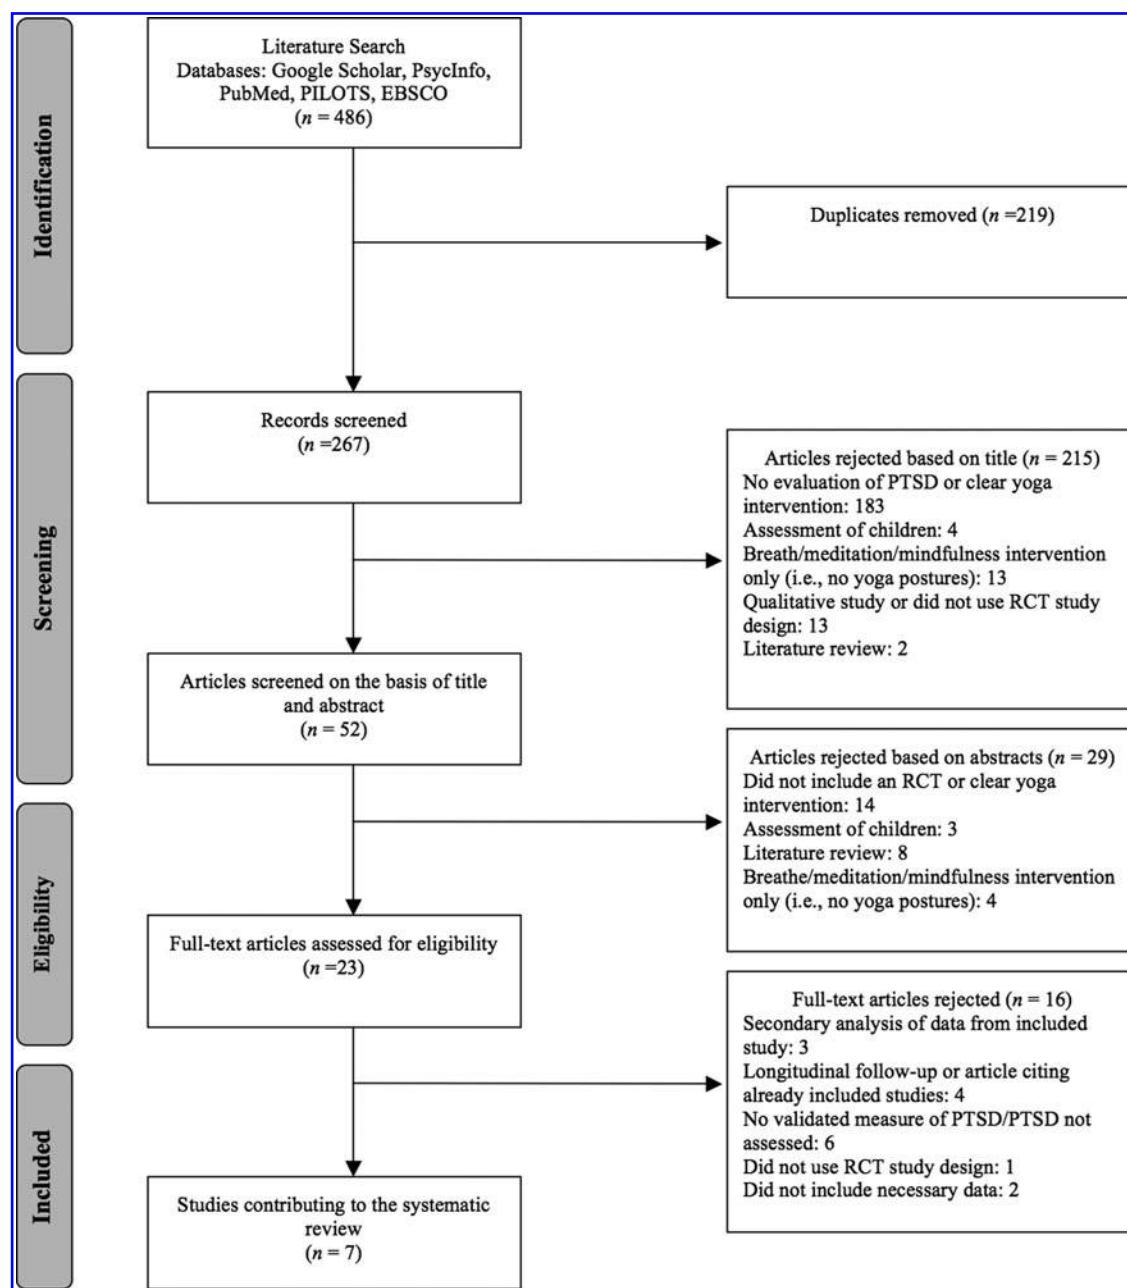 Identification
Literature Search
Databases: Google Scholar, PsycInfo,
PubMed, PILOTS, EBSCO
(n = 486)
Duplicates removed (n =219)
Screening
Records screened
(n =267)
Articles rejected based on title (n = 215)
No evaluation of PTSD or clear yoga
intervention: 183
Assessment of children: 4
Breath/meditation/mindfulness intervention
only (i.e., no yoga postures): 13
Qualitative study or did not use RCT study
design: 13
Literature review: 2
Articles screened on the basis of title
and abstract
(n = 52)
Articles rejected based on abstracts (n = 29)
Did not include an RCT or clear yoga
intervention: 14
Assessment of children: 3
Literature review: 8
Breathe/meditation/mindfulness intervention
only (i.e., no yoga postures): 4
Eligibility
Full-text articles assessed for eligibility
(n =23)
Full-text articles rejected (n = 16)
Secondary analysis of data from included
study: 3
Longitudinal follow-up or article citing
already included studies: 4
No validated measure of PTSD/PTSD not
assessed: 6
Did not use RCT study design: 1
Did not include necessary data: 2
Included
Studies contributing to the systematic
review
(n = 7)